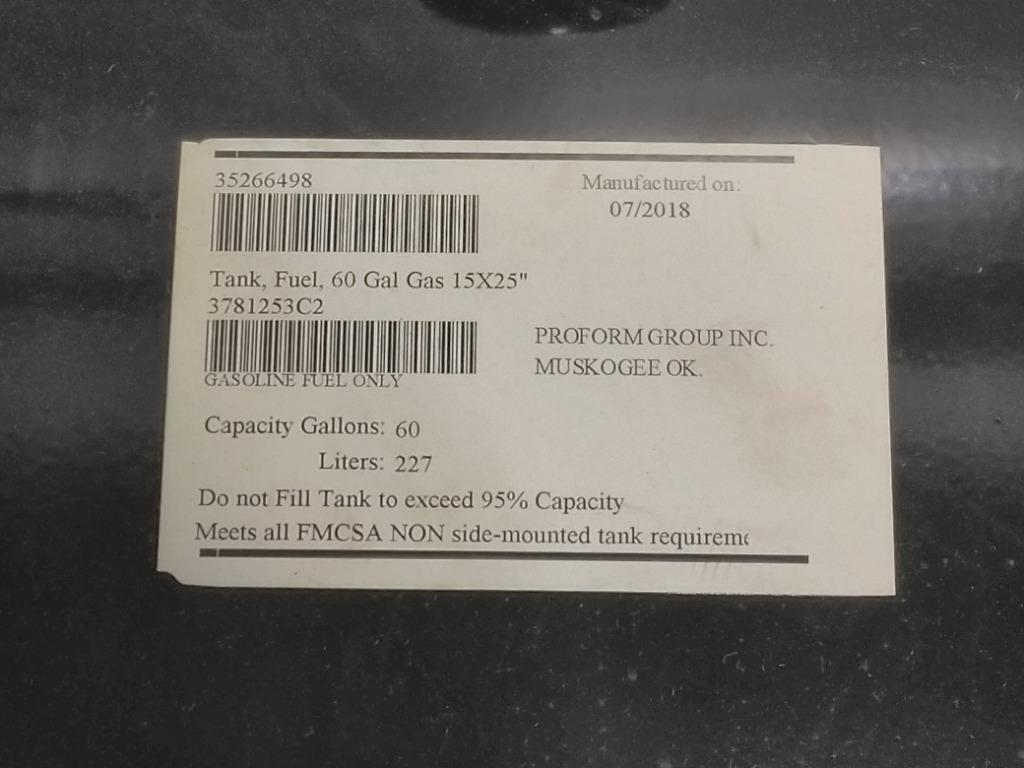 35266498
Manufactured on:
07/2018
Tank, Fuel, 60 Gal Gas 15X25"
3781253C2
PROFORM GROUP INC.
MUSKOGEE OK.
GASOLINE FUEL ONLY
Capacity Gallons: 60
Liters: 227
Do not Fill Tank to exceed 95% Capacity
Meets all FMCSA NON side-mounted tank requireme